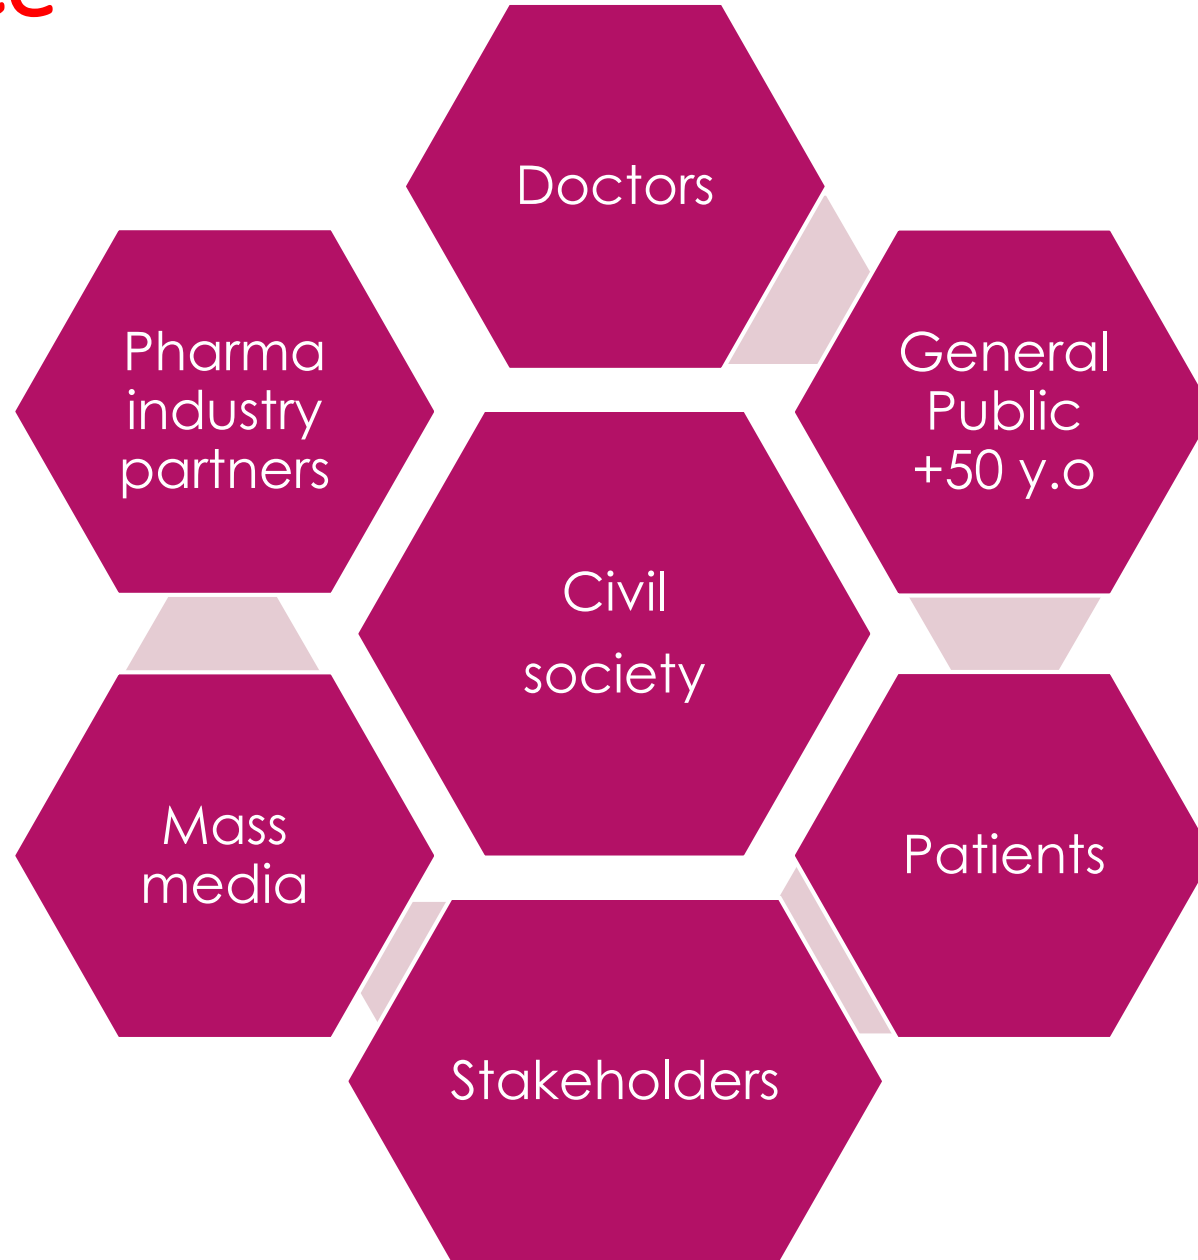 Doctors
Pharma
industry
partners
General
Public
+50 y.o
Civil
society
Mass
media
Patients
Stakeholders